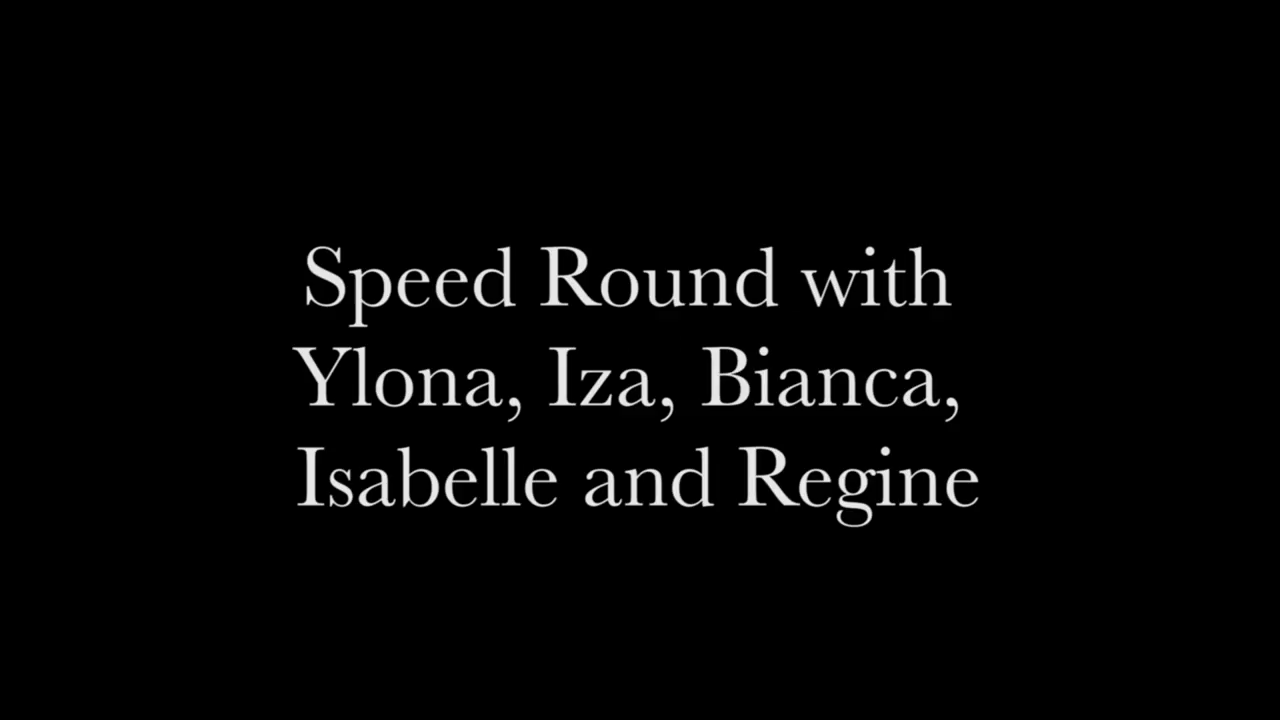 Speed Round with
Ylona, Iza, Bianca,
Isabelle and Regine